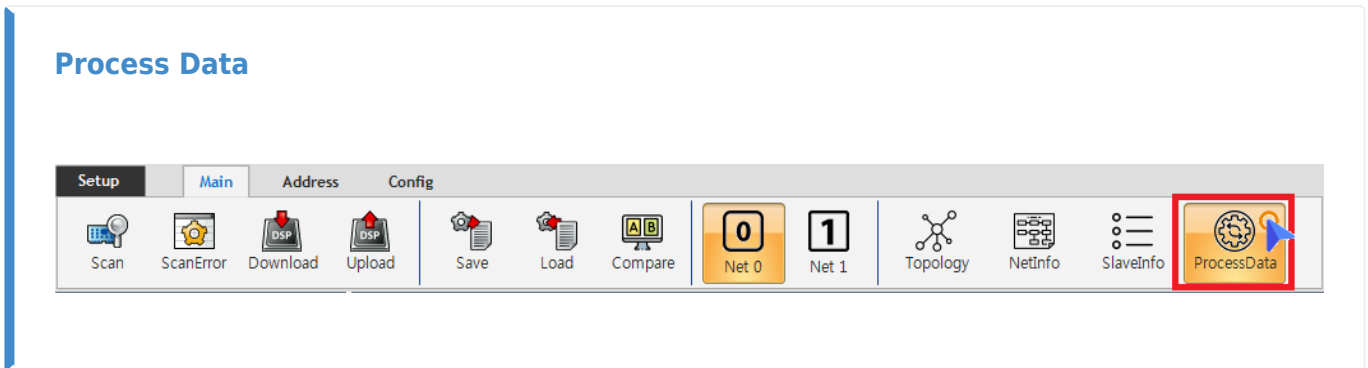 Process Data
Setup Main Address Config
DSP DSP A B 0 1
Scan ScanError Download Upload Save Load Compare Net 0 Net 1 Topology NetInfo SlaveInfo ProcessData